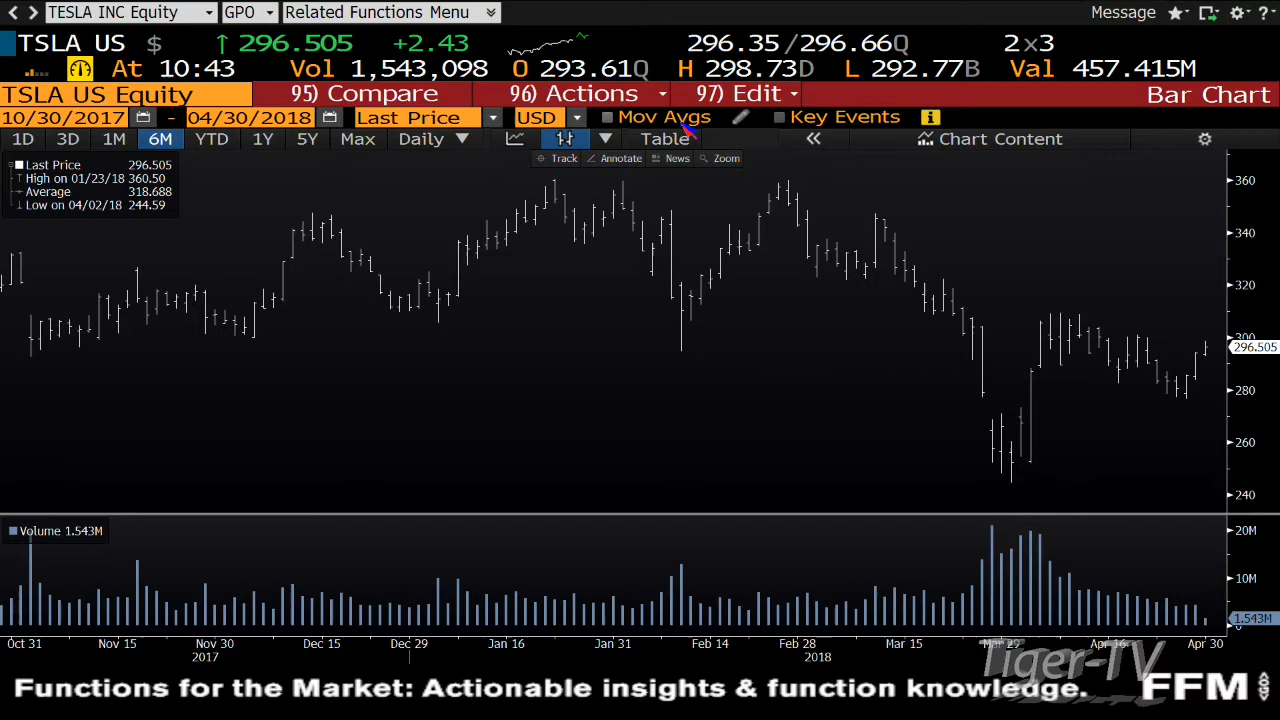 TESLA INC Equity GPO Related Functions Menu Message ?
TSLA US $ ↑ 296.505 +2.43 296.35/296.66Q 2x3
At 10:43 Vol 1,543,098 O 293.61Q H 298.73D L 292.77B Val 457.415M
TSLA US Equity 95) Compare 96) Actions 97) Edit Bar Chart
10/30/2017 - 04/30/2018 Last Price USD Mov Avgs Key Events i
1D 3D 1M 6M YTD 1Y 5Y Max Daily ▼ ▼ Table « Chart Content
Track Annotate News Zoom
Last Price 296.505
High on 01/23/18 360.50
Average 318.688
Low on 04/02/18 244.59
360
340
320
300
296.505
280
260
240
Volume 1.543M
20M
10M
1.543M
0
Oct 31 Nov 15 Nov 30 Dec 15 Dec 29 Jan 16 Jan 31 Feb 14 Feb 28 Mar 15 Mar 29 Apr 16 Apr 30
2017 2018
Tiger-TV
Functions for the Market: Actionable insights & function knowledge. FFM